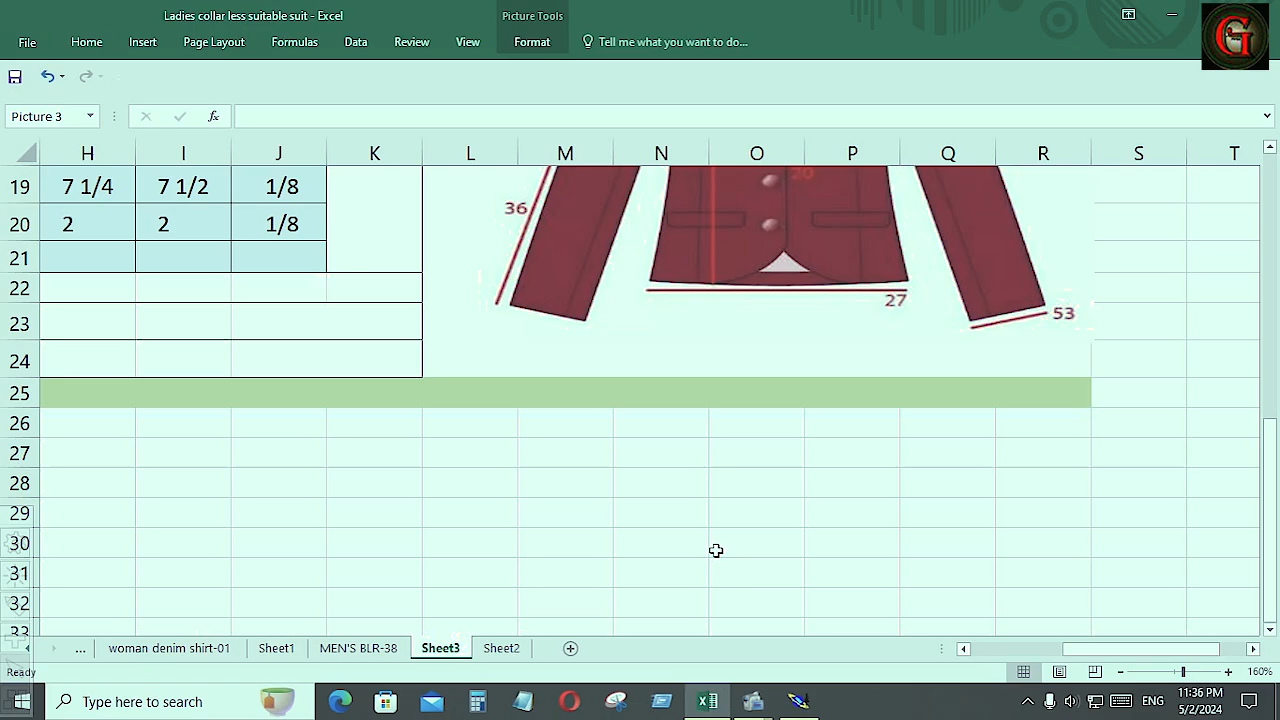 Ladies collar less suitable suit - Excel
Picture Tools
File Home Insert Page Layout Formulas Data Review View Format Tell me what you want to do...
G
Picture 3 fx
H I J K L M N O P Q R S T
19 7 1/4 7 1/2 1/8
20 2 2 1/8
21
22
23
24
25
26
27
28
29
30
31
32
33
36
20
27
53
... woman denim shirt-01 Sheet1 MEN'S BLR-38 Sheet3 Sheet2
Ready 160%
Type here to search
ENG
11:36 PM
5/2/2024